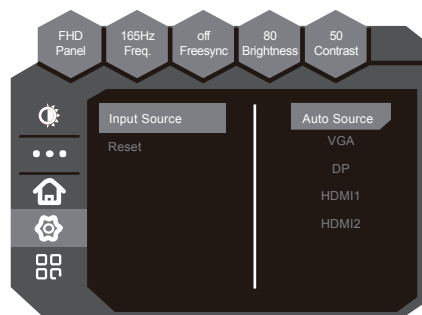 FHD
Panel
165Hz
Freq.
off
Freesync
80
Brightness
50
Contrast
Input Source
Reset
Auto Source
VGA
DP
HDMI1
HDMI2